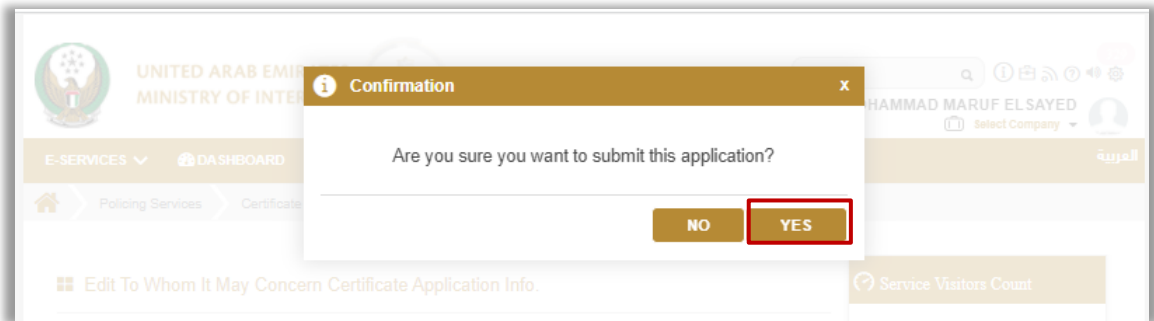 UNITED ARAB EMIR
MINISTRY OF INTER
Confirmation
x
HAMMAD MARUF ELSAYED
Select Company
E-SERVICES
DASHBOARD
العربية
Are you sure you want to submit this application?
Policing Services
Certificate
NO
YES
Edit To Whom It May Concern Certificate Application Info.
Service Visitors Count